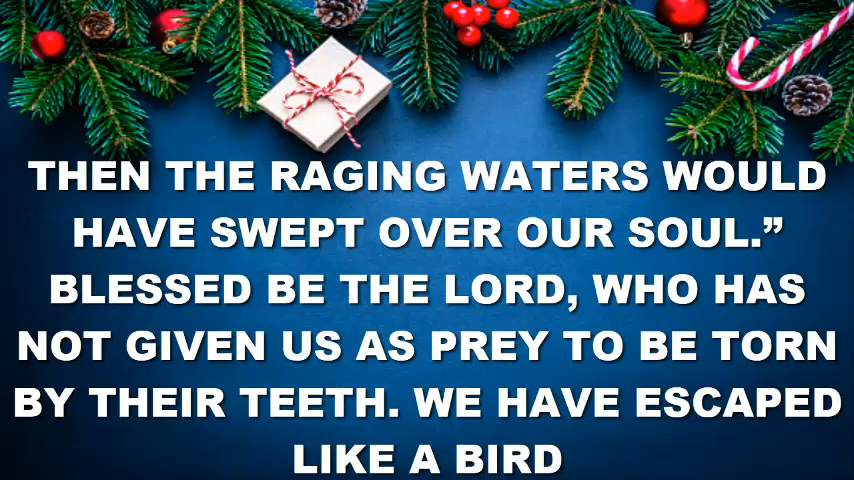 THEN THE RAGING WATERS WOULD
HAVE SWEPT OVER OUR SOUL.”
BLESSED BE THE LORD, WHO HAS
NOT GIVEN US AS PREY TO BE TORN
BY THEIR TEETH. WE HAVE ESCAPED
LIKE A BIRD